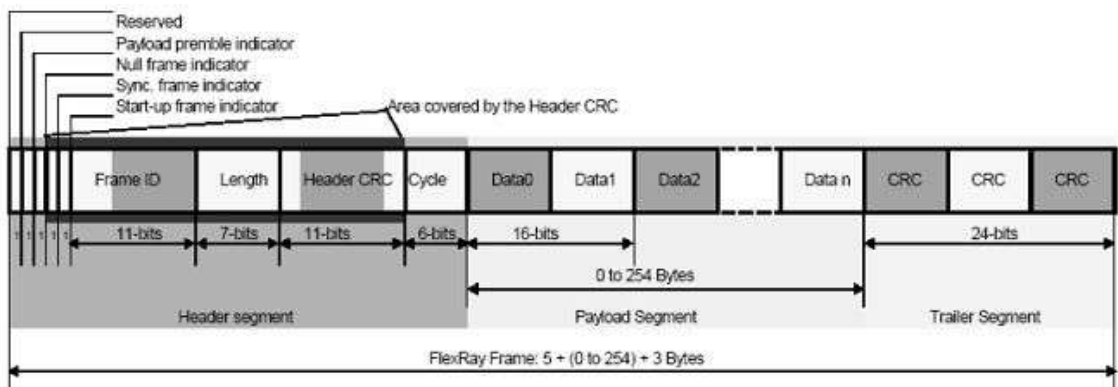 Reserved
Payload premble indicator
Null frame indicator
Sync. frame indicator
Start-up frame indicator
Area covered by the Header CRC
Frame ID Length Header CRC Cycle Data0 Data1 Data2 Data n CRC CRC CRC
1 1 1 1 1 11-bits 7-bits 11-bits 6-bits 16-bits 24-bits
0 to 254 Bytes
Header segment Payload Segment Trailer Segment
FlexRay Frame: 5 + (0 to 254) + 3 Bytes